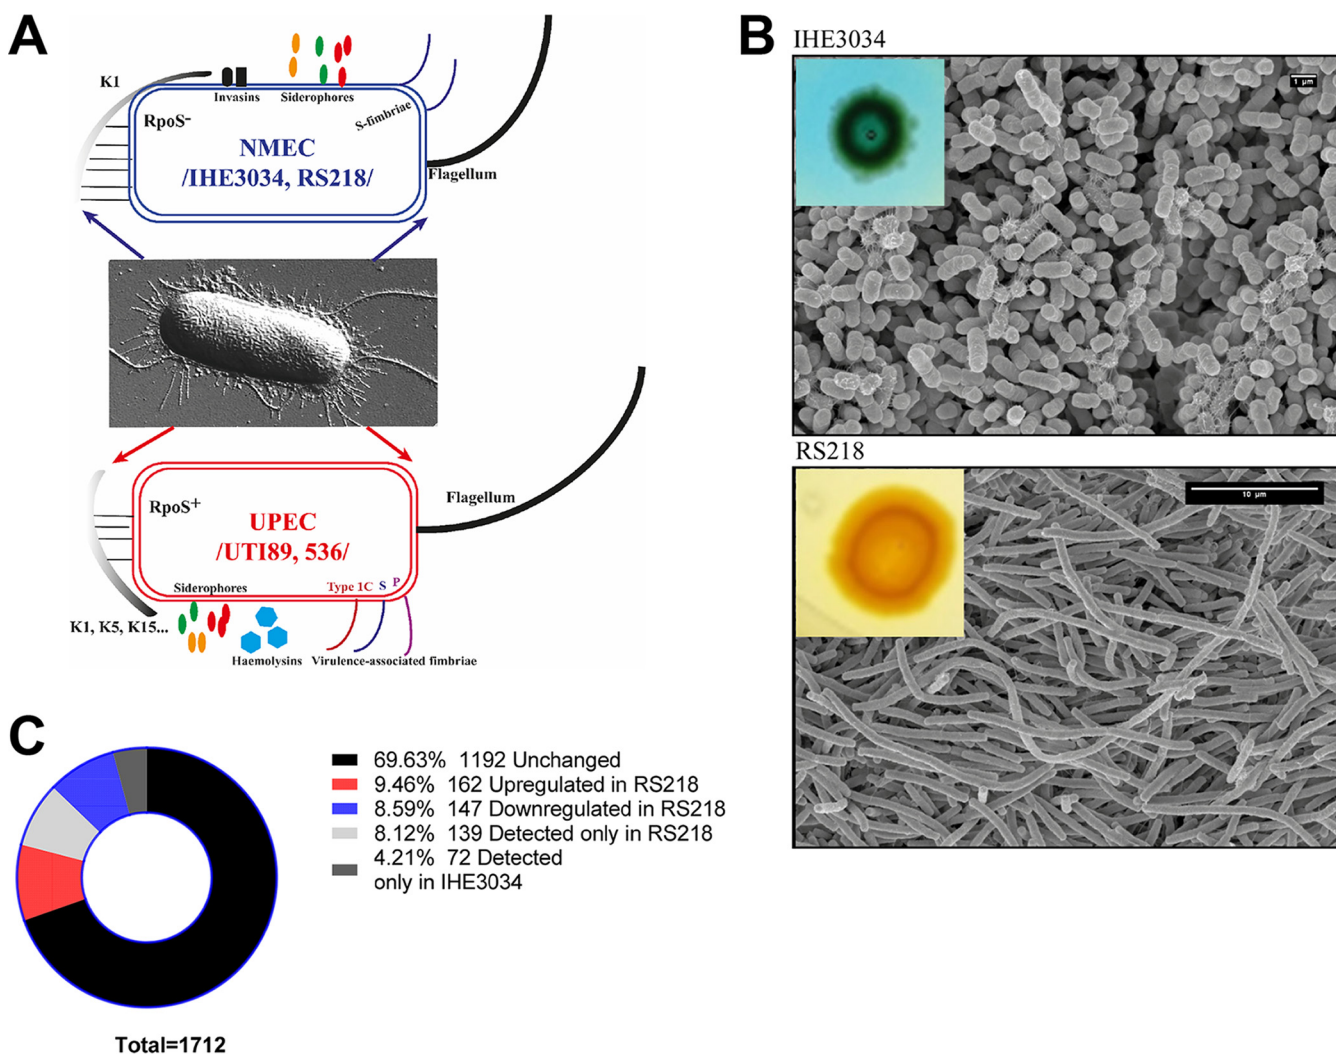 A
K1
Invasins
Siderophores
S-fimbriae
RpoS-
NMEC
/IHE3034, RS218/
Flagellum
RpoS+
UPEC
/UTI89, 536/
Flagellum
Siderophores
Type 1C S P
K1, K5, K15...
Haemolysins
Virulence-associated fimbriae
B
IHE3034
1 μm
RS218
10 μm
C
69.63% 1192 Unchanged
9.46% 162 Upregulated in RS218
8.59% 147 Downregulated in RS218
8.12% 139 Detected only in RS218
4.21% 72 Detected
only in IHE3034
Total=1712